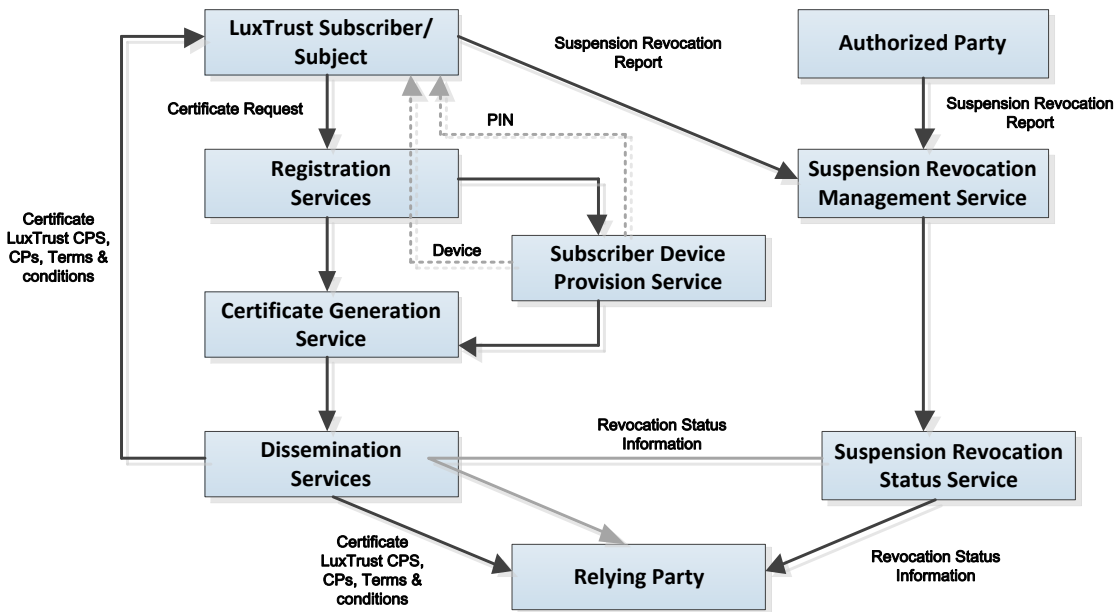 LuxTrust Subscriber/
Subject
Suspension Revocation
Report
Authorized Party
Certificate Request
PIN
Suspension Revocation
Report
Registration
Services
Suspension Revocation
Management Service
Certificate
LuxTrust CPS,
CPs, Terms &
conditions
Device
Subscriber Device
Provision Service
Certificate Generation
Service
Revocation Status
Information
Dissemination
Services
Suspension Revocation
Status Service
Certificate
LuxTrust CPS,
CPs, Terms &
conditions
Relying Party
Revocation Status
Information